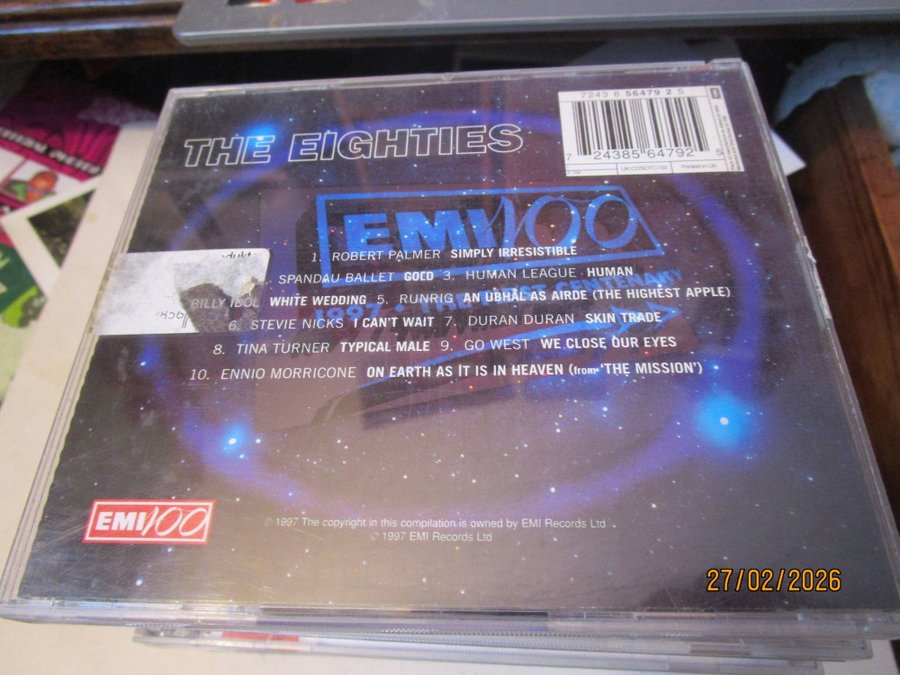 7243 8 56479 2 5
THE EIGHTIES
7 24385 64792 5
Printed in UK
EMI 100
1. ROBERT PALMER SIMPLY IRRESISTIBLE
SPANDAU BALLET GOLD 3. HUMAN LEAGUE HUMAN
BILLY IDOL WHITE WEDDING 5. RUNRIG AN UBHAL AS AIRDE (THE HIGHEST APPLE)
1997 • THE FIRST CENTENARY
6. STEVIE NICKS I CAN'T WAIT 7. DURAN DURAN SKIN TRADE
8. TINA TURNER TYPICAL MALE 9. GO WEST WE CLOSE OUR EYES
10. ENNIO MORRICONE ON EARTH AS IT IS IN HEAVEN (from 'THE MISSION')
EMI 100
℗ 1997 The copyright in this compilation is owned by EMI Records Ltd
© 1997 EMI Records Ltd
27/02/2026